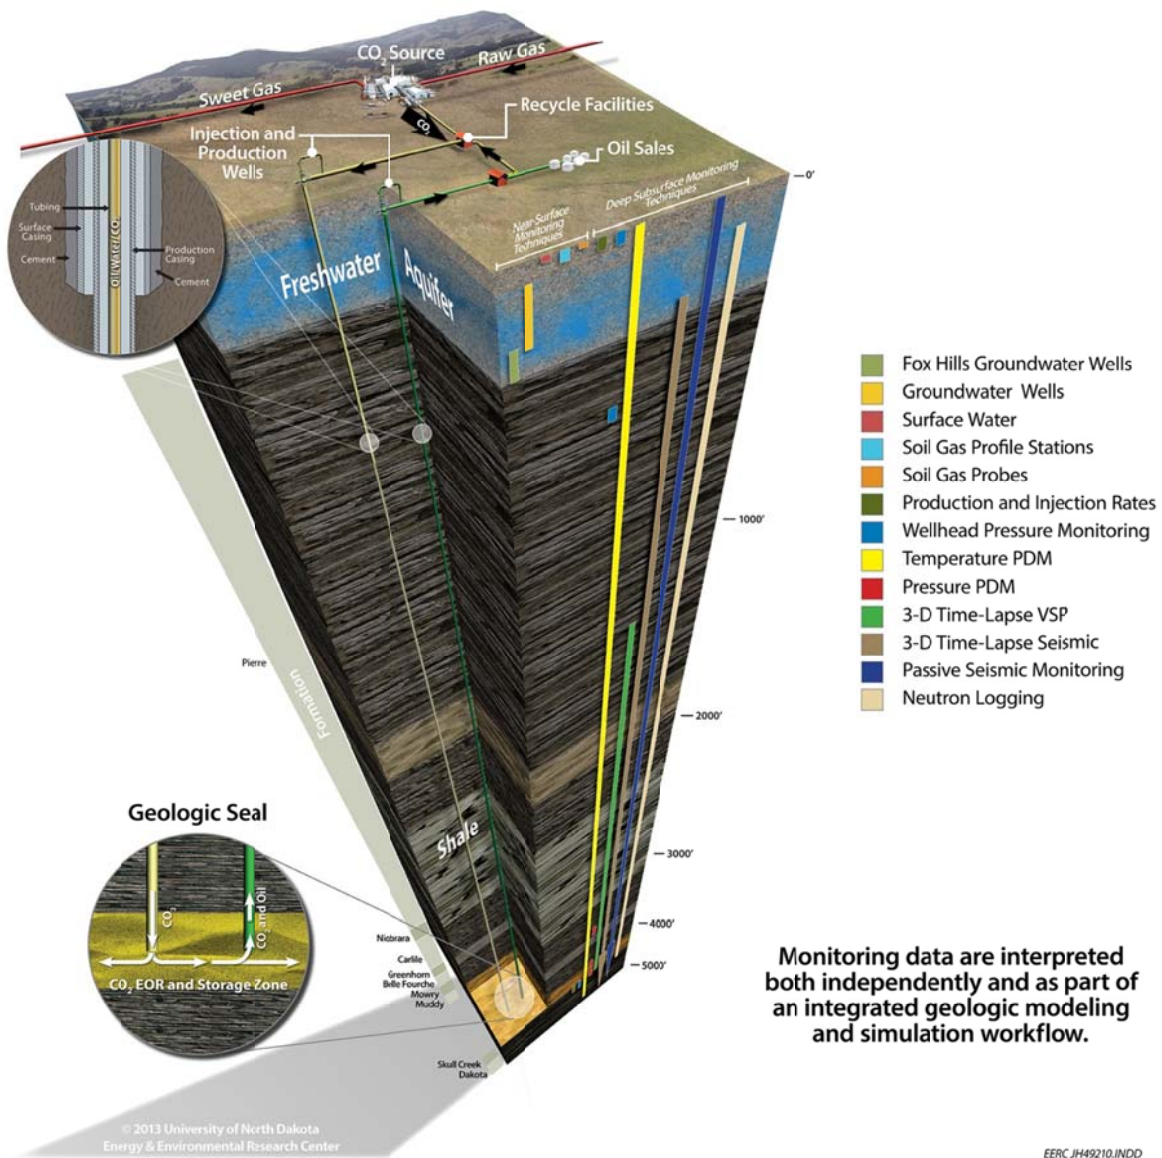 CO₂ Source
Raw Gas
Sweet Gas
Recycle Facilities
CO₂
Injection and
Production
Wells
Oil Sales
0'
Near-Surface
Monitoring
Techniques
Deep Subsurface Monitoring
Techniques
Tubing
Surface
Casing
Cement
Oil/Water/CO₂
Production
Casing
Cement
Freshwater
Aquifer
Fox Hills Groundwater Wells
Groundwater Wells
Surface Water
Soil Gas Profile Stations
Soil Gas Probes
Production and Injection Rates
Wellhead Pressure Monitoring
Temperature PDM
Pressure PDM
3-D Time-Lapse VSP
3-D Time-Lapse Seismic
Passive Seismic Monitoring
Neutron Logging
1000'
Pierre
Formation
2000'
Geologic Seal
Shale
3000'
CO₂
CO₂ and Oil
CO₂ EOR and Storage Zone
4000'
Niobrara
Carlile
Greenhorn
Belle Fourche
Mowry
Muddy
5000'
Monitoring data are interpreted
both independently and as part of
an integrated geologic modeling
and simulation workflow.
Skull Creek
Dakota
© 2013 University of North Dakota
Energy & Environmental Research Center
EERC JH49210.INDD